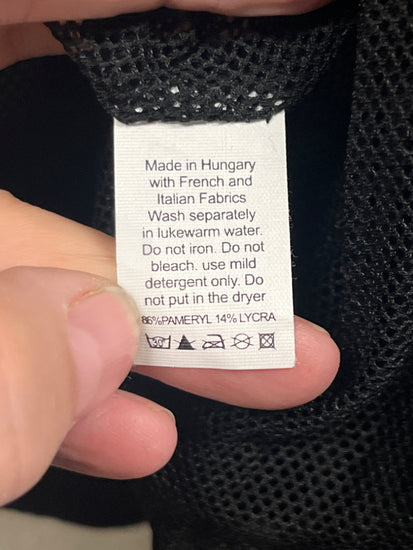 Made in Hungary
with French and
Italian Fabrics
Wash separately
in lukewarm water.
Do not iron. Do not
bleach. use mild
detergent only. Do
not put in the dryer
86%PAMERYL 14% LYCRA
30